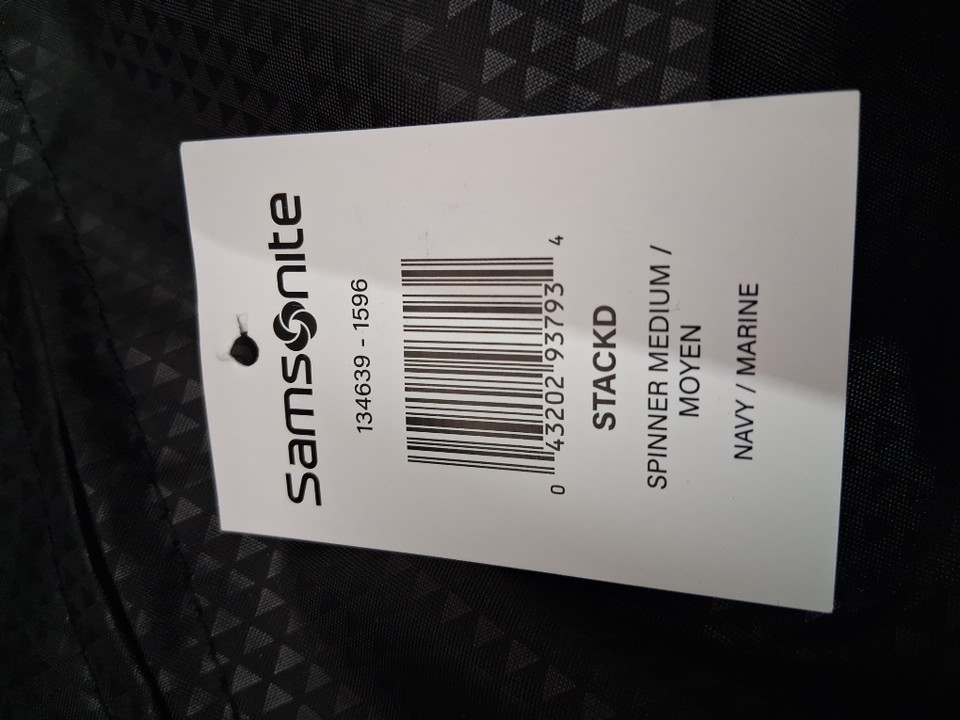 Samsonite
134639 - 1596
0 43202 93793 4
STACKD
SPINNER MEDIUM /
MOYEN
NAVY / MARINE